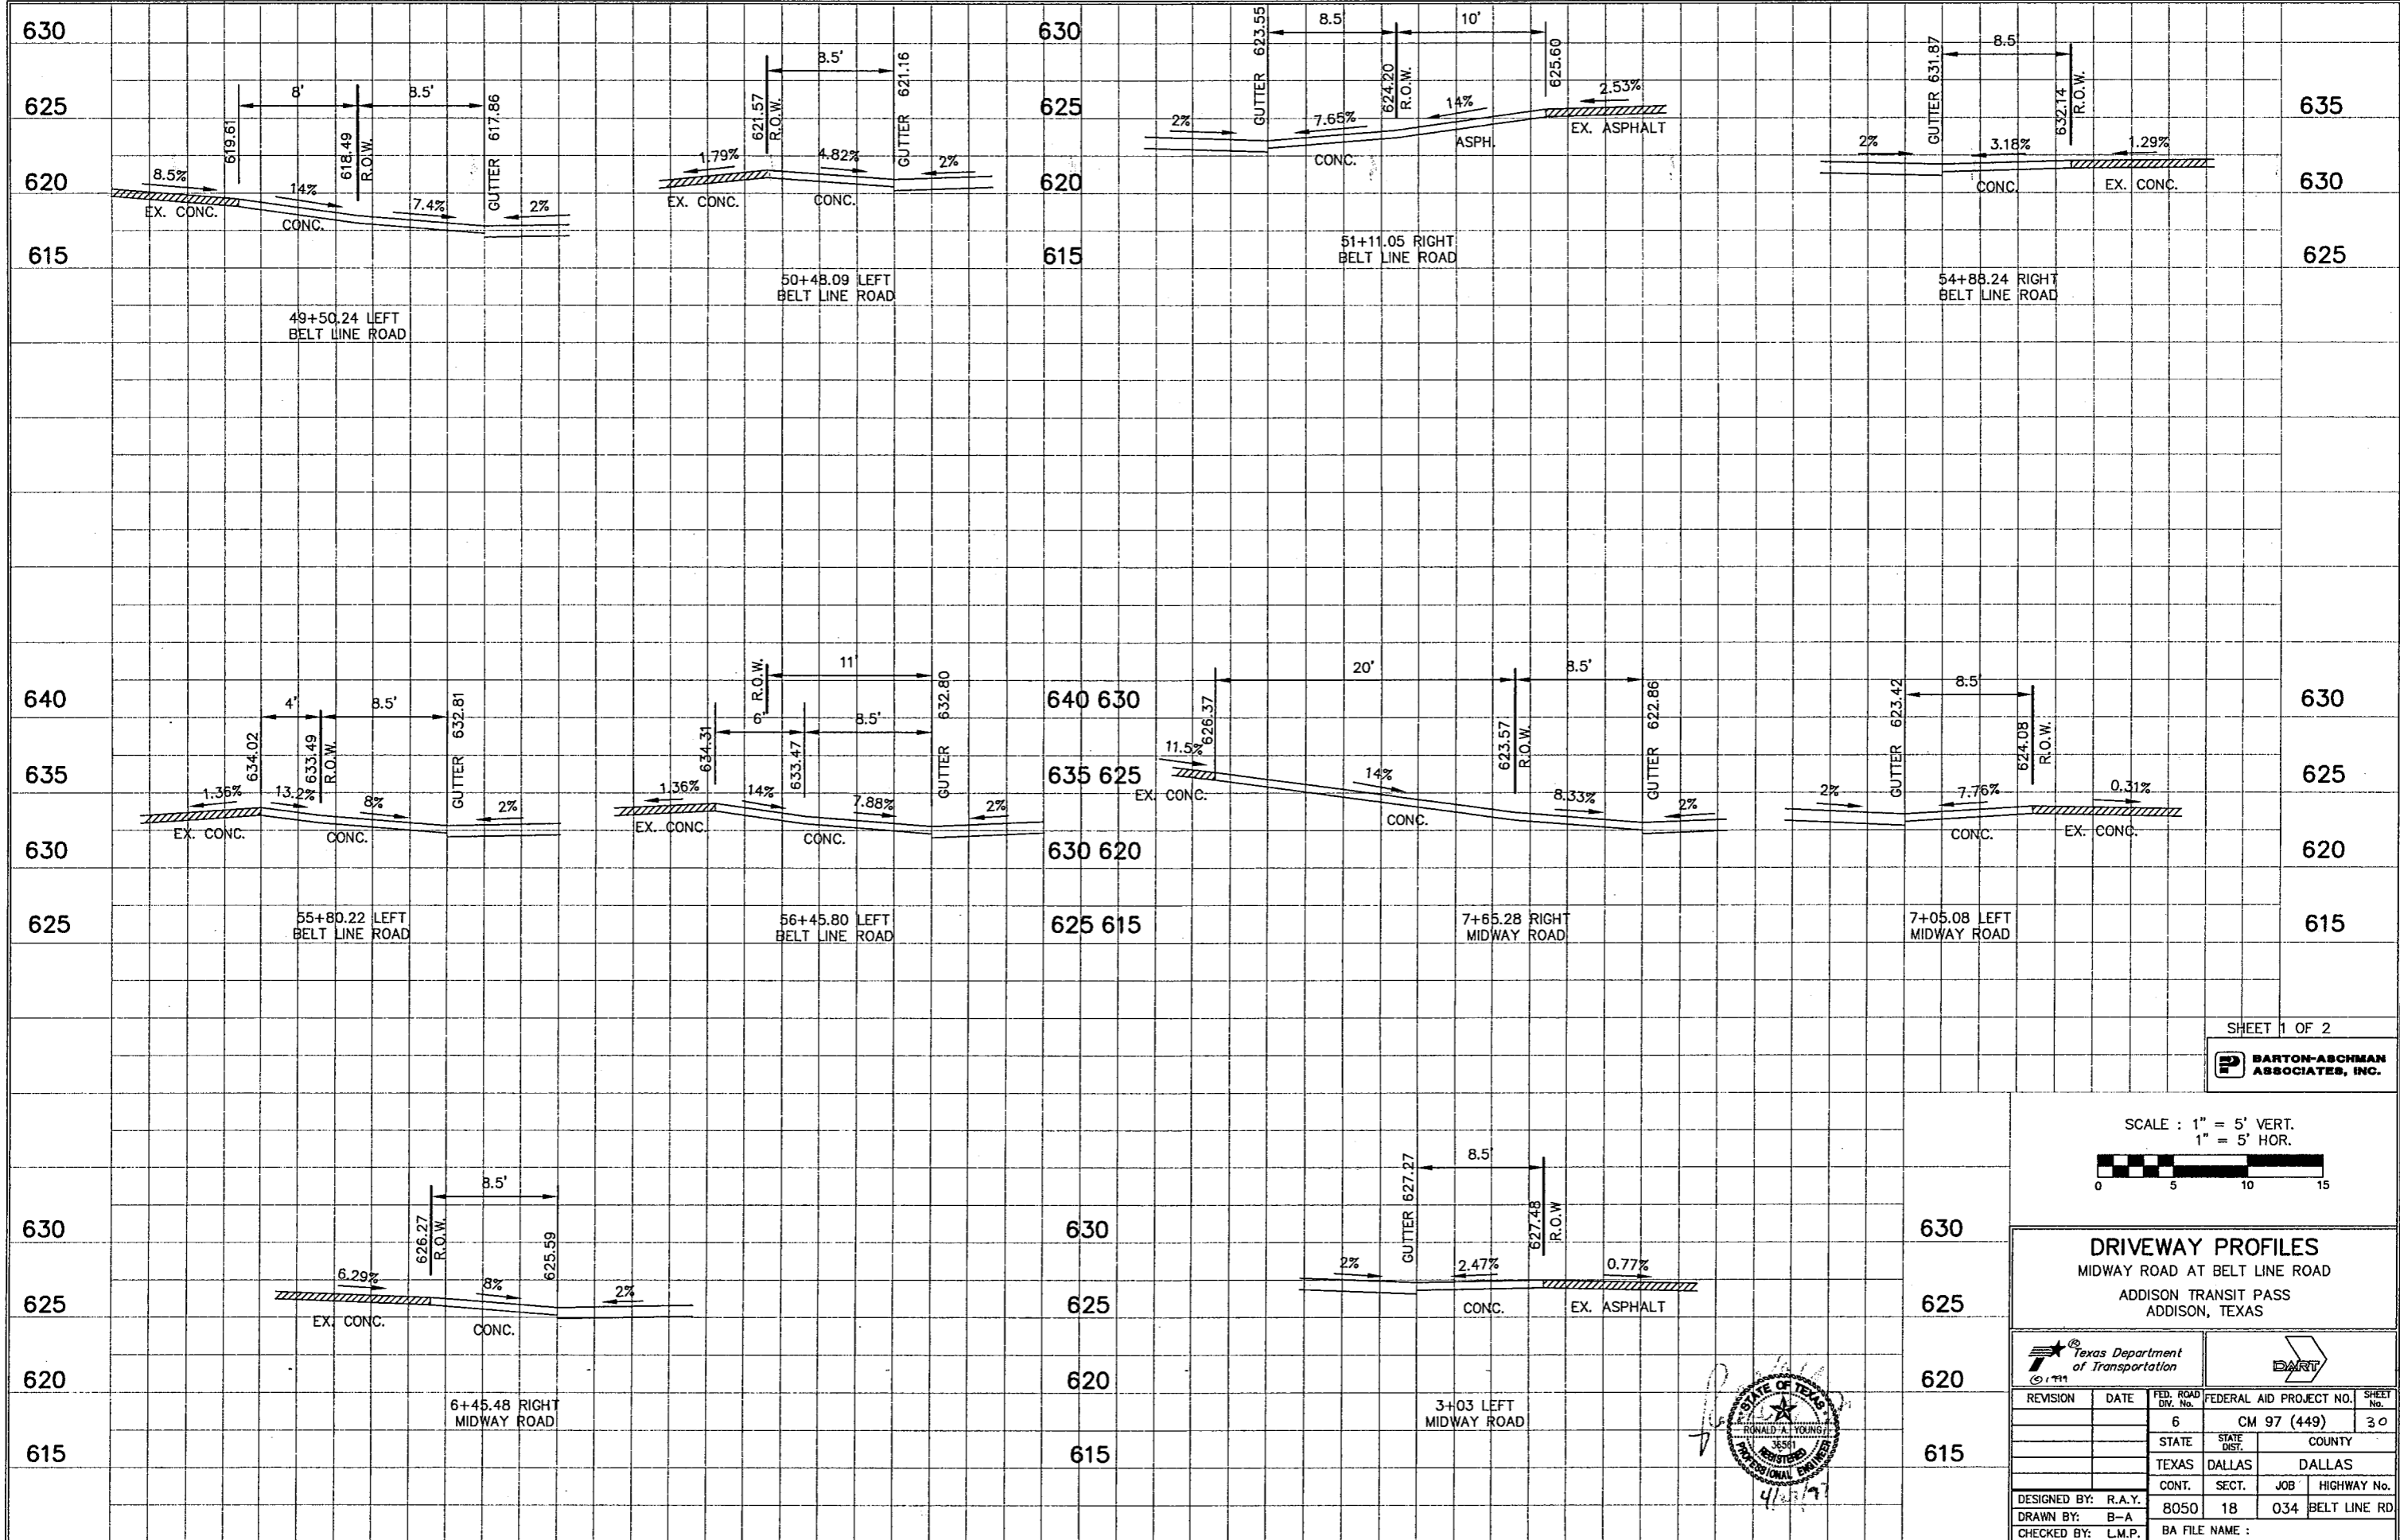 630
625
620
615
8'
8.5'
619.61
618.49
R.O.W.
GUTTER 617.86
8.5%
14%
7.4%
2%
EX. CONC.
CONC.
49+50.24 LEFT
BELT LINE ROAD
8.5'
621.57
R.O.W.
GUTTER 621.16
1.79%
4.82%
2%
EX. CONC.
CONC.
50+48.09 LEFT
BELT LINE ROAD
630
625
620
615
GUTTER 623.55
8.5'
10'
624.20
R.O.W.
625.60
2%
7.65%
14%
2.53%
CONC.
ASPH.
EX. ASPHALT
51+11.05 RIGHT
BELT LINE ROAD
GUTTER 631.87
8.5'
632.14
R.O.W.
2%
3.18%
1.29%
CONC.
EX. CONC.
54+88.24 RIGHT
BELT LINE ROAD
635
630
625
640
635
630
625
4'
8.5'
634.02
633.49
R.O.W.
GUTTER 632.81
1.36%
13.2%
8%
2%
EX. CONC.
CONC.
55+80.22 LEFT
BELT LINE ROAD
R.O.W.
11'
6'
8.5'
634.31
633.47
GUTTER 632.80
1.36%
14%
7.88%
2%
EX. CONC.
CONC.
56+45.80 LEFT
BELT LINE ROAD
640 630
635 625
630 620
625 615
20'
8.5'
626.37
623.57
R.O.W.
GUTTER 622.86
11.5%
14%
8.33%
2%
EX. CONC.
CONC.
7+65.28 RIGHT
MIDWAY ROAD
GUTTER 623.42
8.5'
624.08
R.O.W.
2%
7.76%
0.31%
CONC.
EX. CONC.
7+05.08 LEFT
MIDWAY ROAD
630
625
620
615
630
625
620
615
8.5'
626.27
R.O.W.
625.59
6.29%
8%
2%
EX. CONC.
CONC.
6+45.48 RIGHT
MIDWAY ROAD
630
625
620
615
GUTTER 627.27
8.5'
627.48
R.O.W
2%
2.47%
0.77%
CONC.
EX. ASPHALT
3+03 LEFT
MIDWAY ROAD
630
625
620
615
STATE OF TEXAS
RONALD A. YOUNG
36561
REGISTERED
PROFESSIONAL ENGINEER
SHEET 1 OF 2
BARTON-ASCHMAN
ASSOCIATES, INC.
SCALE : 1" = 5' VERT.
1" = 5' HOR.
0 5 10 15
DRIVEWAY PROFILES
MIDWAY ROAD AT BELT LINE ROAD
ADDISON TRANSIT PASS
ADDISON, TEXAS
Texas Department
of Transportation
DART
REVISION DATE
FED. ROAD DIV. No. FEDERAL AID PROJECT NO. SHEET No.
6 CM 97 (449) 30
STATE STATE DIST. COUNTY
TEXAS DALLAS DALLAS
CONT. SECT. JOB HIGHWAY No.
8050 18 034 BELT LINE RD
DESIGNED BY: R.A.Y.
DRAWN BY: B-A
CHECKED BY: L.M.P.
BA FILE NAME :